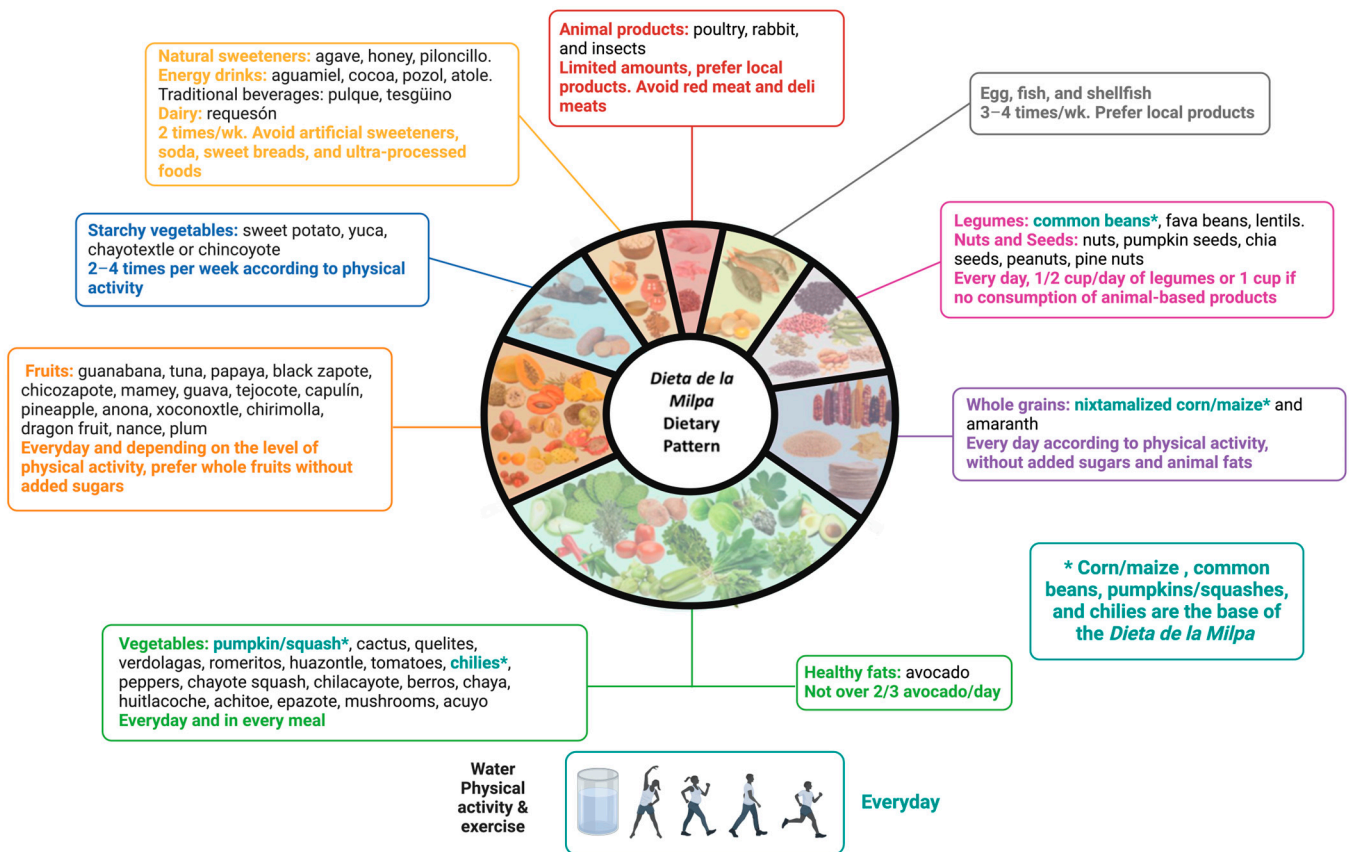 Animal products: poultry, rabbit,
and insects
Limited amounts, prefer local
products. Avoid red meat and deli
meats
Natural sweeteners: agave, honey, piloncillo.
Energy drinks: aguamiel, cocoa, pozol, atole.
Traditional beverages: pulque, tesgüino
Dairy: requesón
2 times/wk. Avoid artificial sweeteners,
soda, sweet breads, and ultra-processed
foods
Egg, fish, and shellfish
3–4 times/wk. Prefer local products
Starchy vegetables: sweet potato, yuca,
chayotextle or chincoyote
2–4 times per week according to physical
activity
Legumes: common beans*, fava beans, lentils.
Nuts and Seeds: nuts, pumpkin seeds, chia
seeds, peanuts, pine nuts
Every day, 1/2 cup/day of legumes or 1 cup if
no consumption of animal-based products
Fruits: guanabana, tuna, papaya, black zapote,
chicozapote, mamey, guava, tejocote, capulín,
pineapple, anona, xoconoxtle, chirimolla,
dragon fruit, nance, plum
Everyday and depending on the level of
physical activity, prefer whole fruits without
added sugars
Dieta de la
Milpa
Dietary
Pattern
Whole grains: nixtamalized corn/maize* and
amaranth
Every day according to physical activity,
without added sugars and animal fats
* Corn/maize , common
beans, pumpkins/squashes,
and chilies are the base of
the Dieta de la Milpa
Vegetables: pumpkin/squash*, cactus, quelites,
verdolagas, romeritos, huazontle, tomatoes, chilies*,
peppers, chayote squash, chilacayote, berros, chaya,
huitlacoche, achitoe, epazote, mushrooms, acuyo
Everyday and in every meal
Healthy fats: avocado
Not over 2/3 avocado/day
Water
Physical
activity &
exercise
Everyday